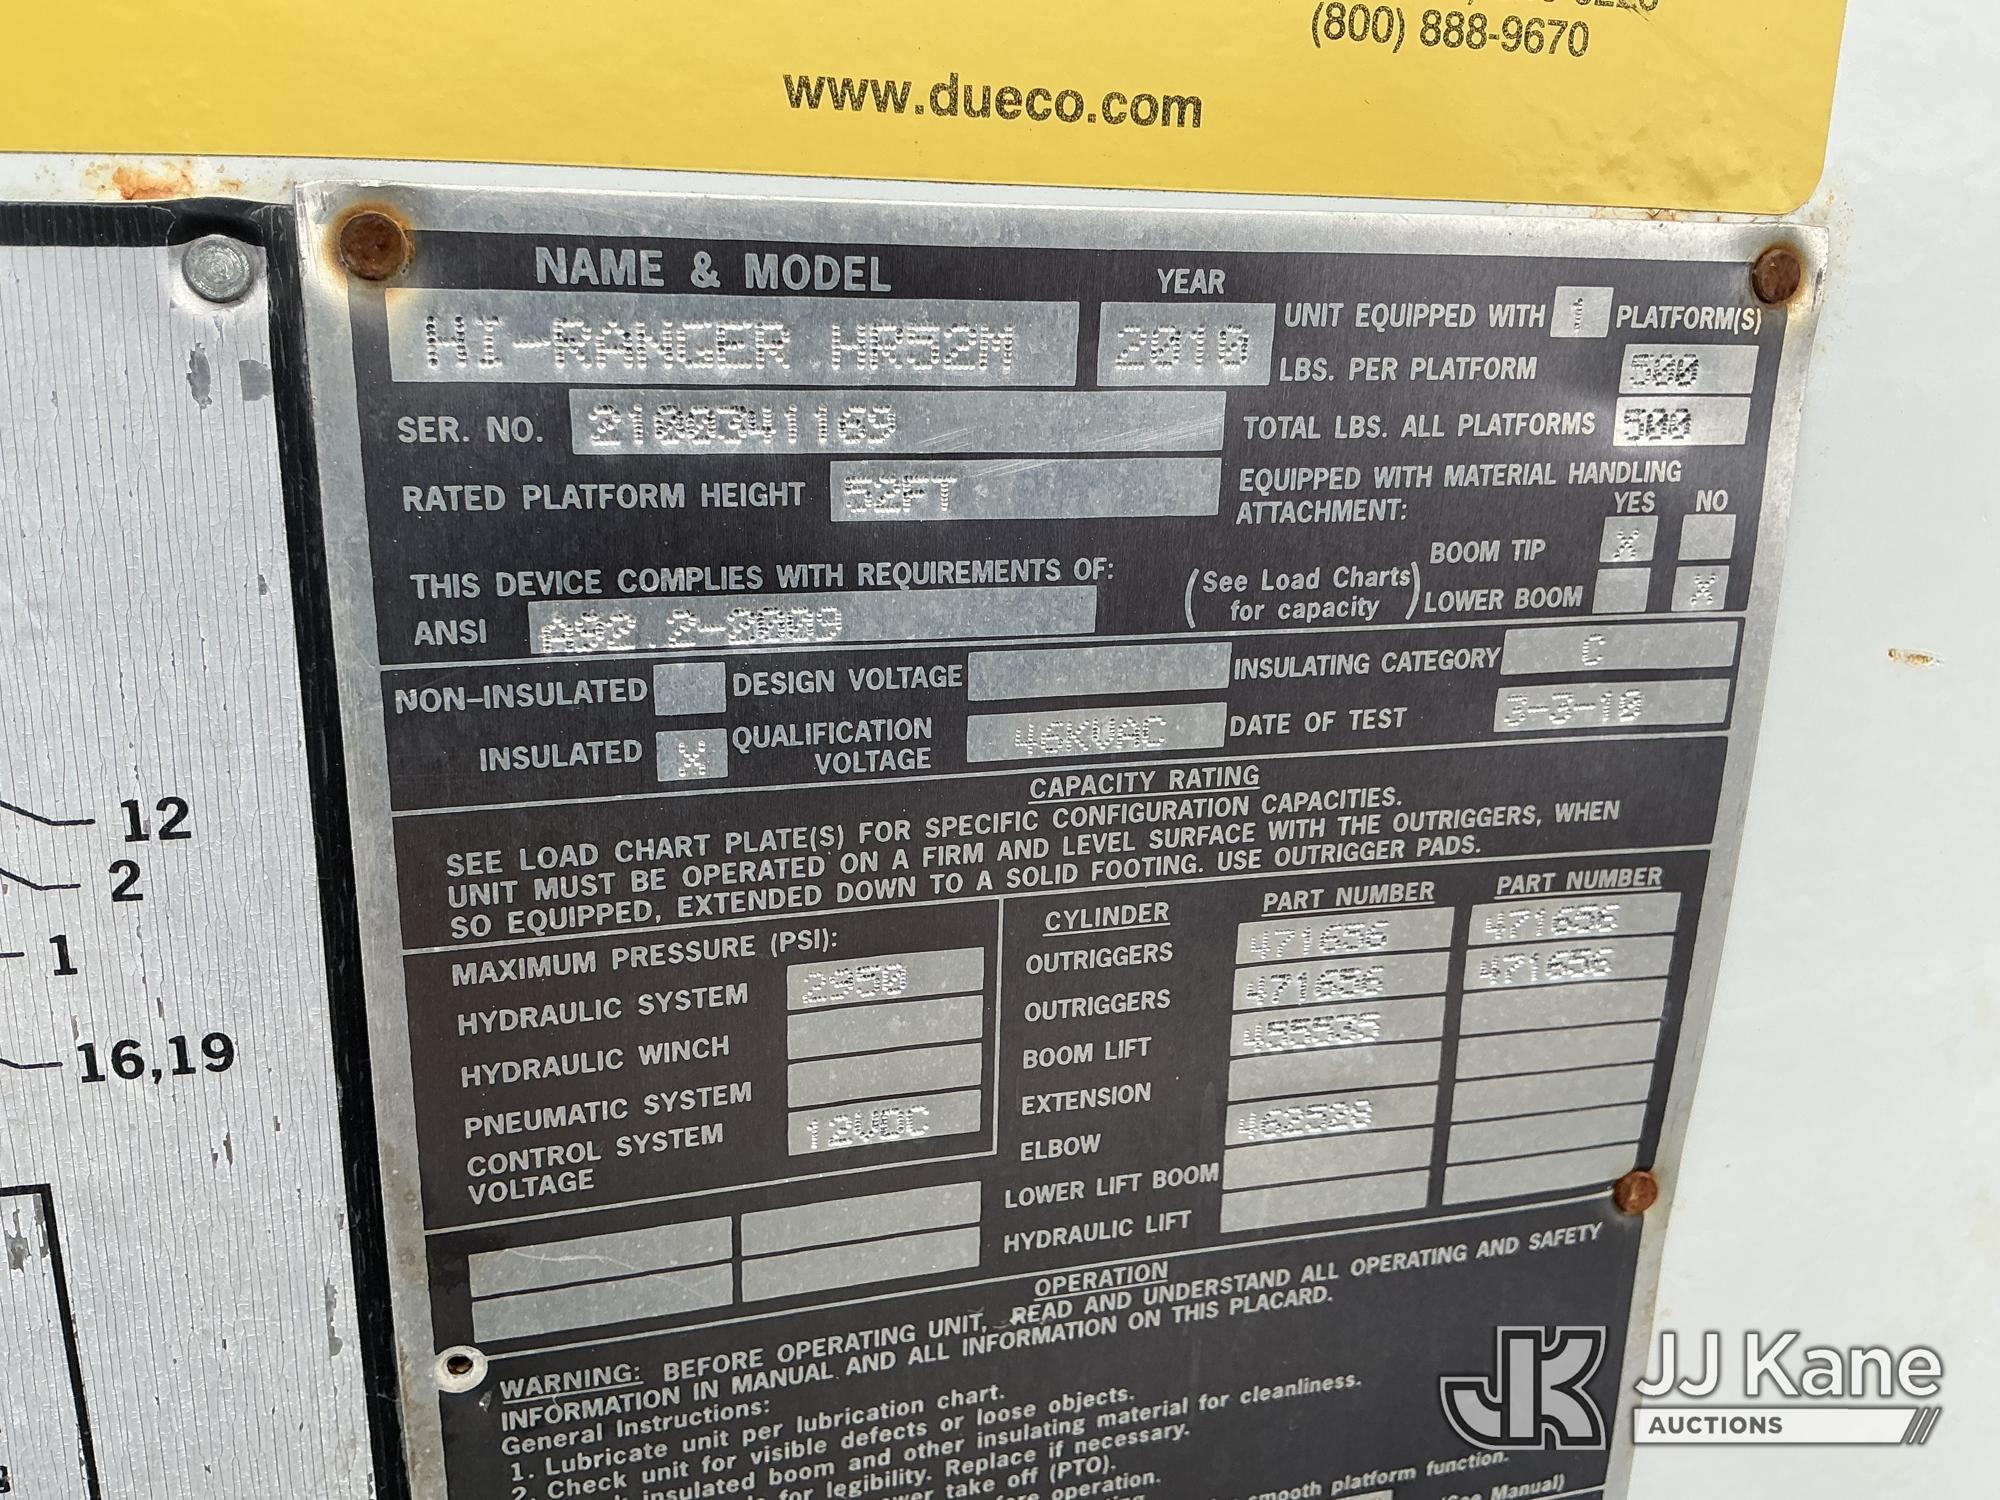 (800) 888-9670
www.dueco.com
NAME & MODEL
YEAR
HI-RANGER HR52M
2010
UNIT EQUIPPED WITH 1 PLATFORM(S)
LBS. PER PLATFORM 500
SER. NO. 2100341169
TOTAL LBS. ALL PLATFORMS 500
RATED PLATFORM HEIGHT 52FT
EQUIPPED WITH MATERIAL HANDLING
ATTACHMENT:
YES NO
BOOM TIP X
(See Load Charts
for capacity)
LOWER BOOM X
THIS DEVICE COMPLIES WITH REQUIREMENTS OF:
ANSI A92.2-2009
NON-INSULATED
DESIGN VOLTAGE
INSULATING CATEGORY C
INSULATED X
QUALIFICATION
VOLTAGE
46KVAC
DATE OF TEST 3-3-10
CAPACITY RATING
SEE LOAD CHART PLATE(S) FOR SPECIFIC CONFIGURATION CAPACITIES.
UNIT MUST BE OPERATED ON A FIRM AND LEVEL SURFACE WITH THE OUTRIGGERS, WHEN
SO EQUIPPED, EXTENDED DOWN TO A SOLID FOOTING. USE OUTRIGGER PADS.
MAXIMUM PRESSURE (PSI):
HYDRAULIC SYSTEM 2950
HYDRAULIC WINCH
PNEUMATIC SYSTEM
CONTROL SYSTEM
VOLTAGE
12VDC
CYLINDER PART NUMBER PART NUMBER
OUTRIGGERS 471656 471656
OUTRIGGERS 471656 471656
BOOM LIFT 455535
EXTENSION
ELBOW 462528
LOWER LIFT BOOM
HYDRAULIC LIFT
OPERATION
WARNING: BEFORE OPERATING UNIT, READ AND UNDERSTAND ALL OPERATING AND SAFETY
INFORMATION IN MANUAL AND ALL INFORMATION ON THIS PLACARD.
General Instructions:
1. Lubricate unit per lubrication chart.
2. Check unit for visible defects or loose objects.
insulated boom and other insulating material for cleanliness.
for legibility. Replace if necessary.
take off (PTO).
operation.
smooth platform function.
(See Manual)
12
2
1
16,19
JK
JJ Kane
AUCTIONS